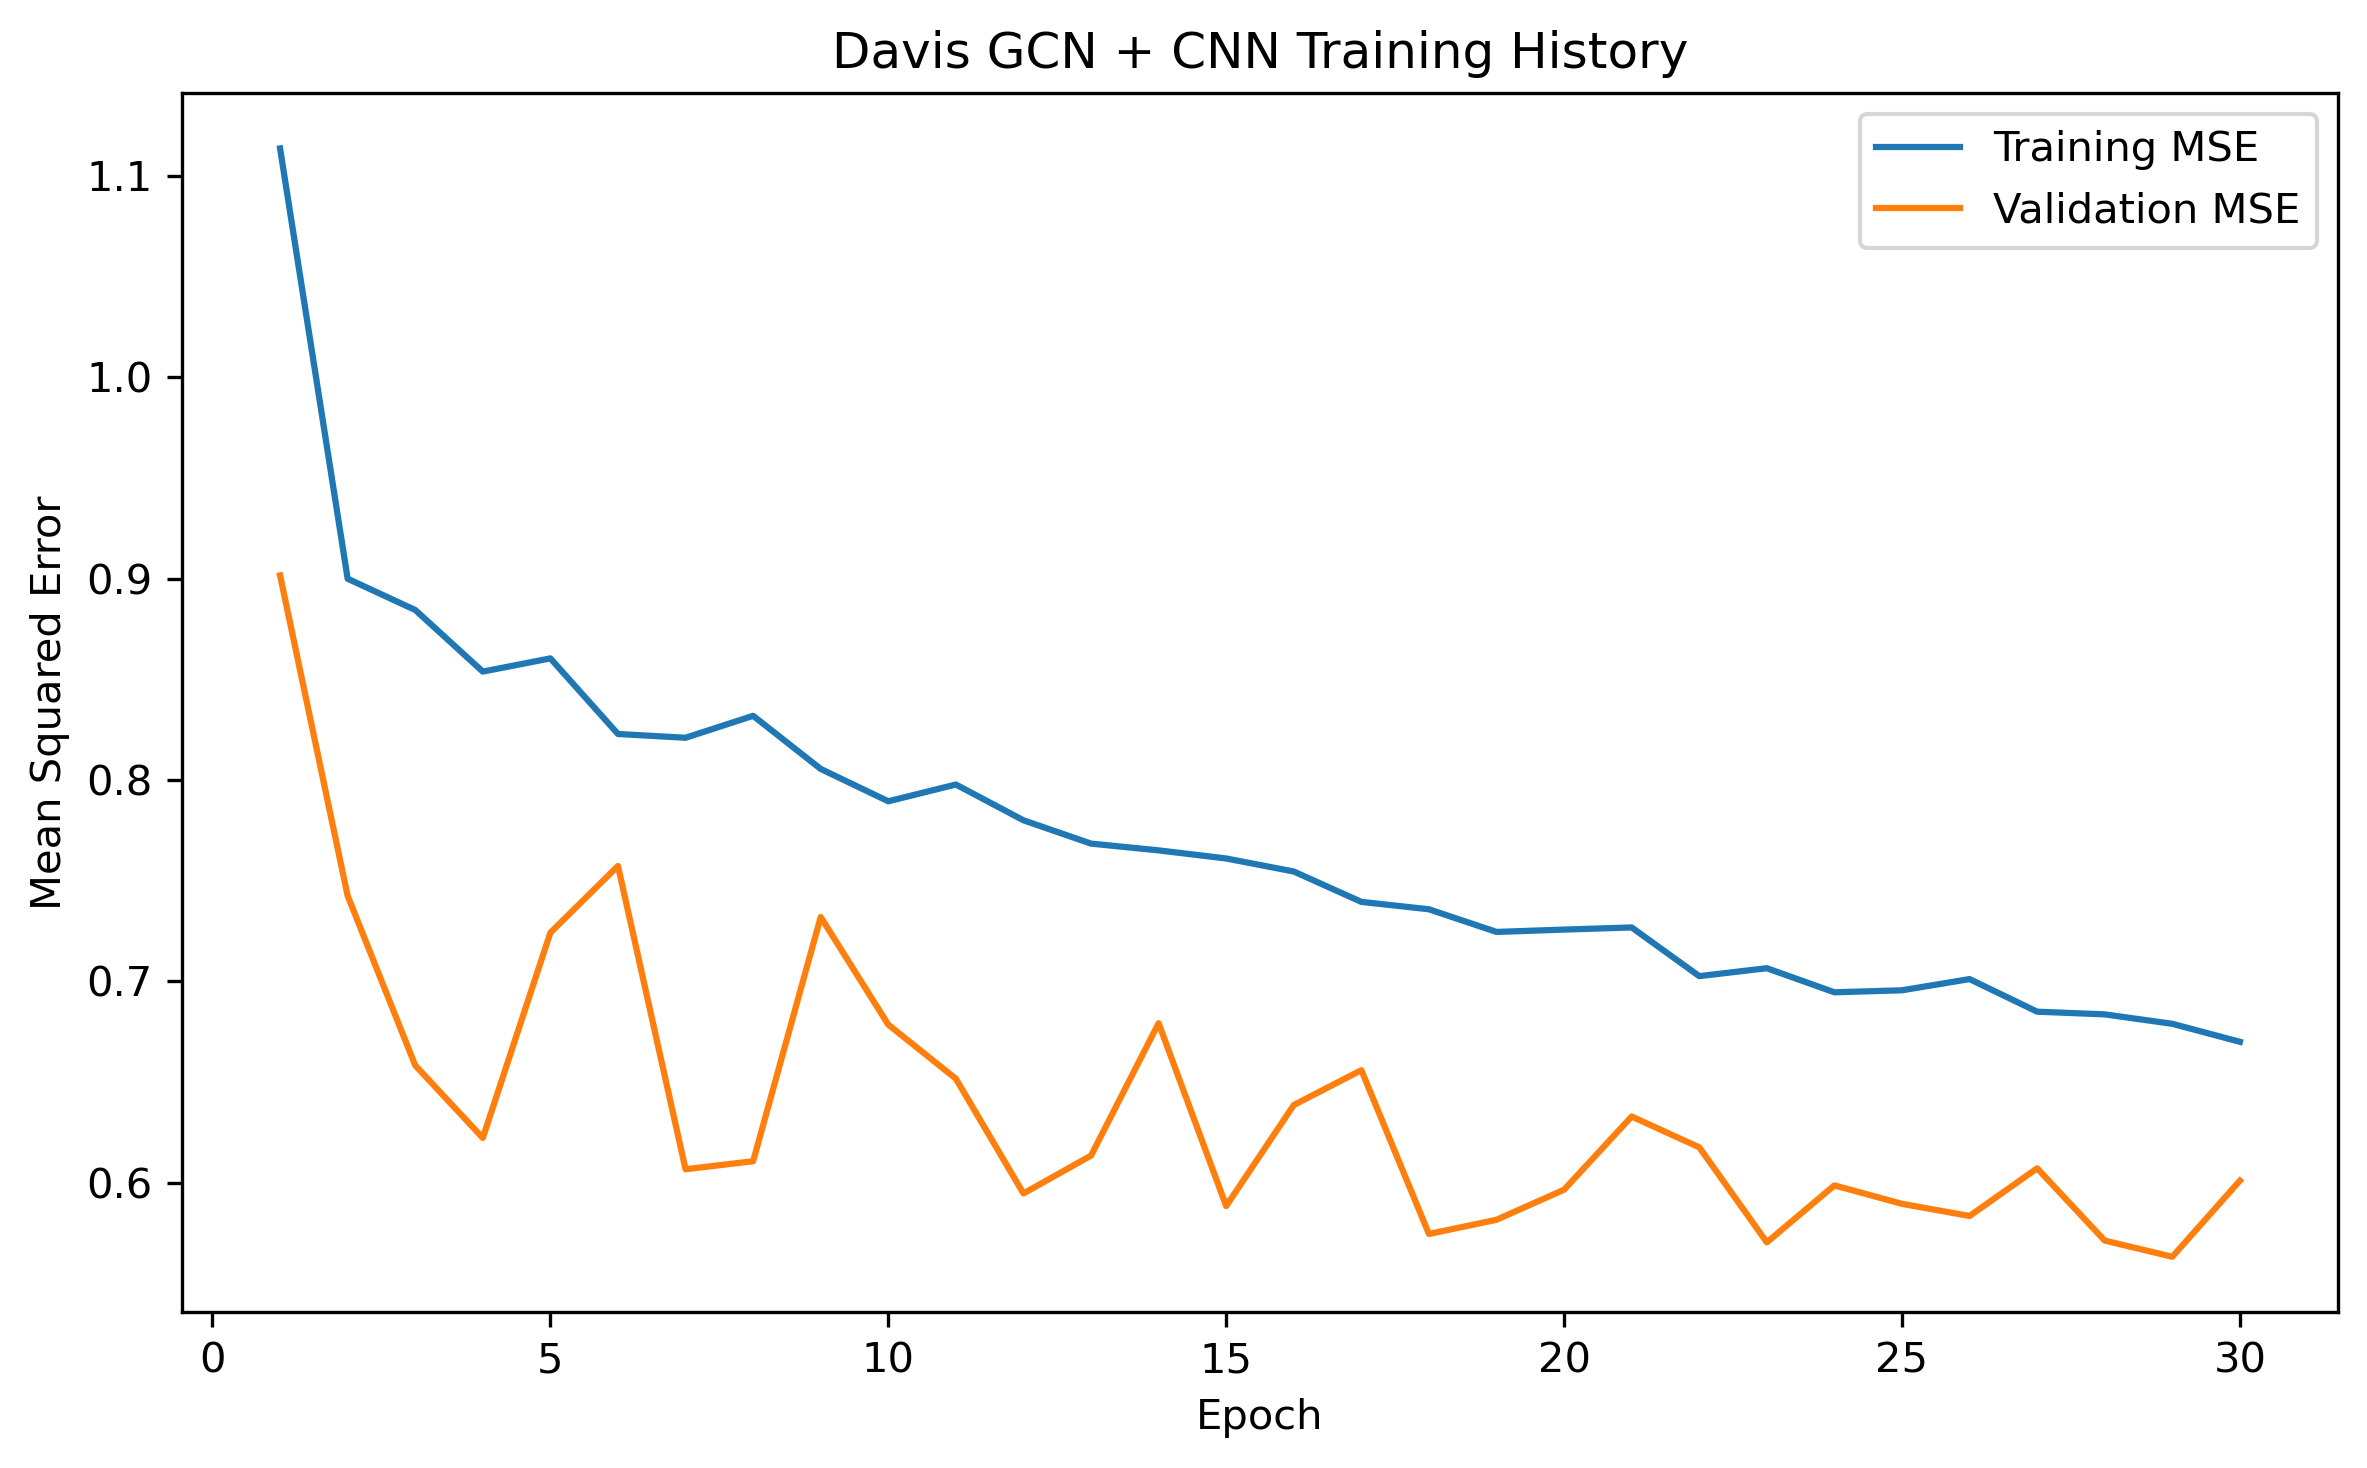 Davis GCN + CNN Training History
Training MSE
Validation MSE
Mean Squared Error
1.1
1.0
0.9
0.8
0.7
0.6
0 5 10 15 20 25 30
Epoch